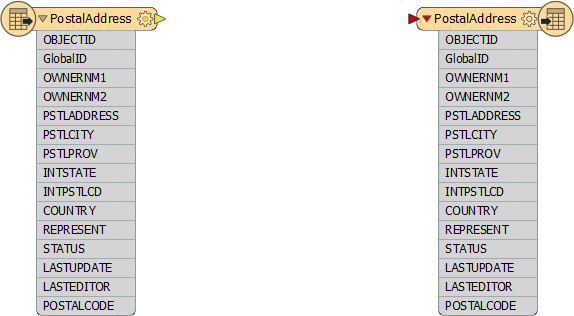 PostalAddress
OBJECTID
GlobalID
OWNERNM1
OWNERNM2
PSTLADDRESS
PSTLCITY
PSTLPROV
INTSTATE
INTPSTLCD
COUNTRY
REPRESENT
STATUS
LASTUPDATE
LASTEDITOR
POSTALCODE
PostalAddress
OBJECTID
GlobalID
OWNERNM1
OWNERNM2
PSTLADDRESS
PSTLCITY
PSTLPROV
INTSTATE
INTPSTLCD
COUNTRY
REPRESENT
STATUS
LASTUPDATE
LASTEDITOR
POSTALCODE